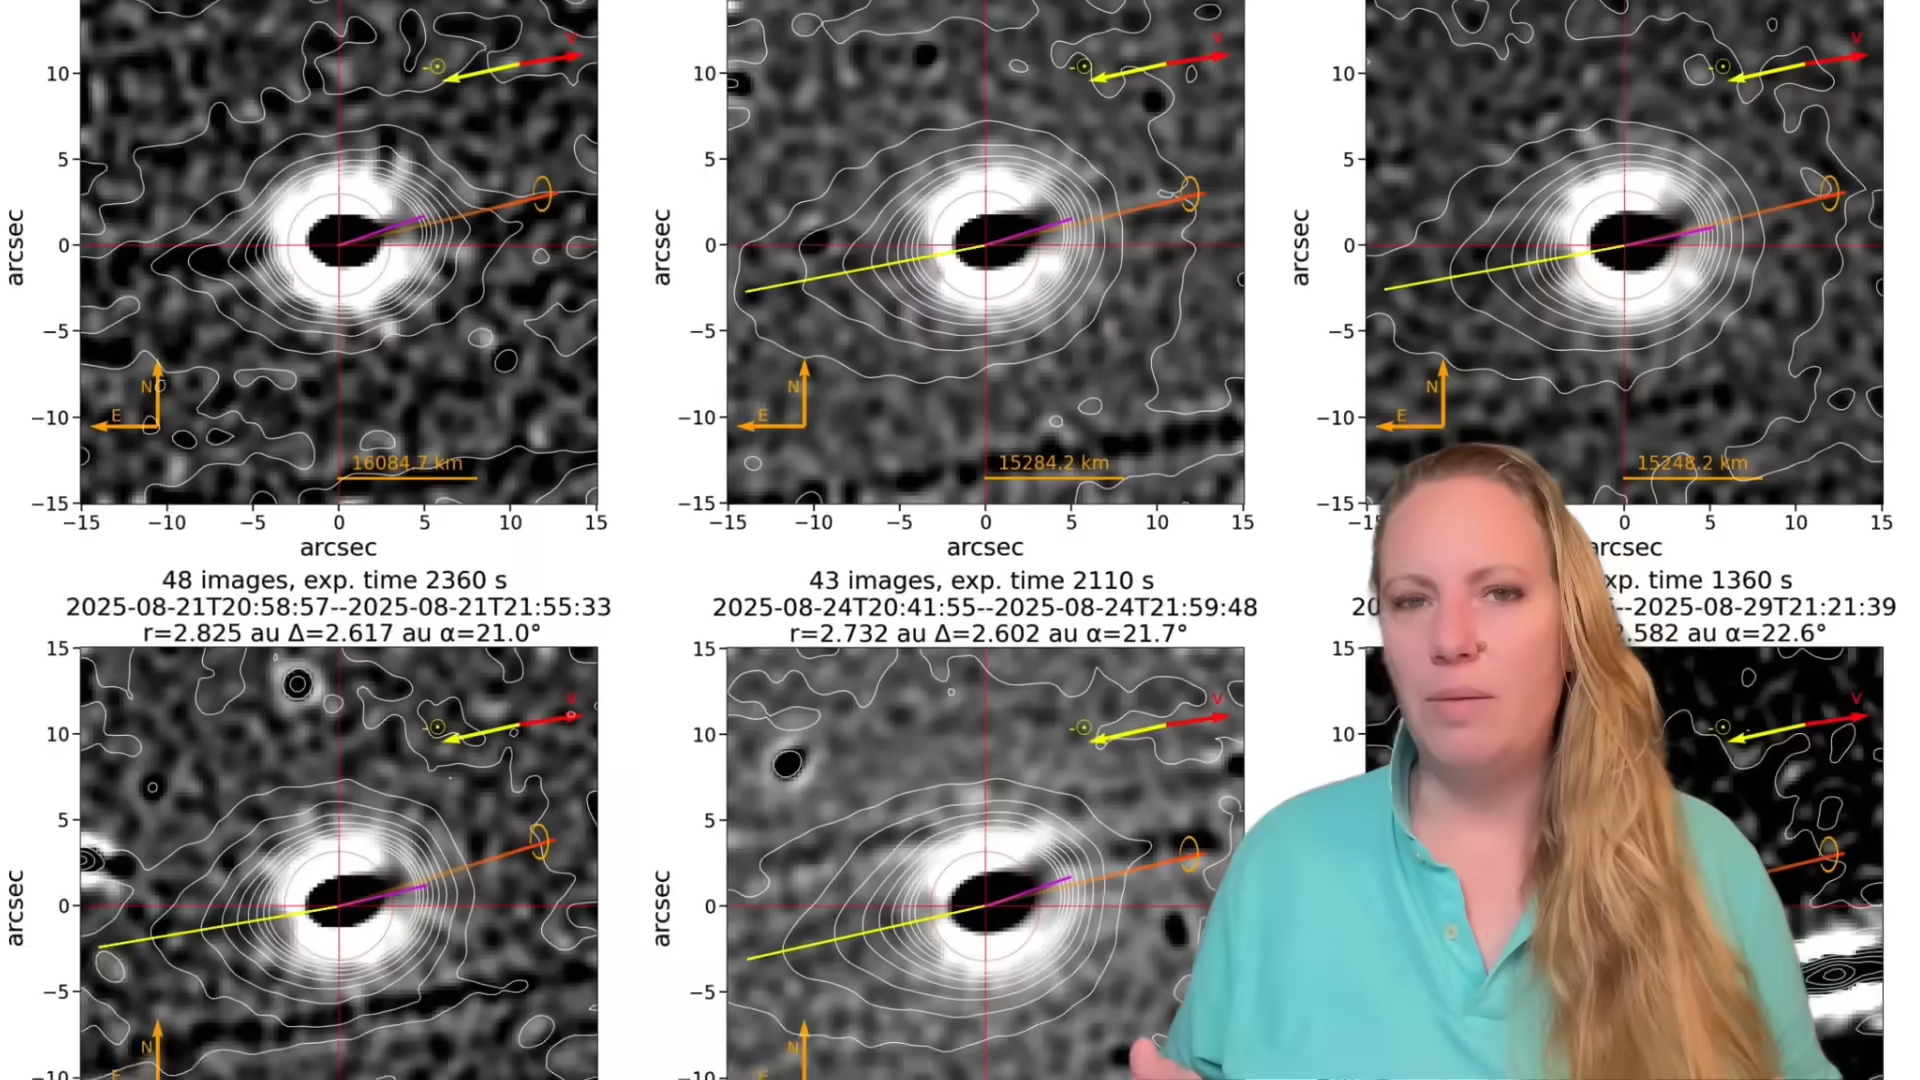 10
5
0
−5
−10
−15
arcsec
−15 −10 −5 0 5 10 15
arcsec
V
-☉
N
E
16084.7 km
10
5
0
−5
−10
−15
arcsec
−15 −10 −5 0 5 10 15
arcsec
V
-☉
N
E
15284.2 km
10
5
0
−5
−10
−15
arcsec
0 5 10 15
arcsec
V
-☉
N
E
15248.2 km
48 images, exp. time 2360 s
2025-08-21T20:58:57--2025-08-21T21:55:33
r=2.825 au Δ=2.617 au α=21.0°
15
10
5
0
−5
−10
arcsec
V
-☉
N
E
43 images, exp. time 2110 s
2025-08-24T20:41:55--2025-08-24T21:59:48
r=2.732 au Δ=2.602 au α=21.7°
15
10
5
0
−5
−10
arcsec
V
-☉
N
E
xp. time 1360 s
20 --2025-08-29T21:21:39
2.582 au α=22.6°
15
10
V
-☉